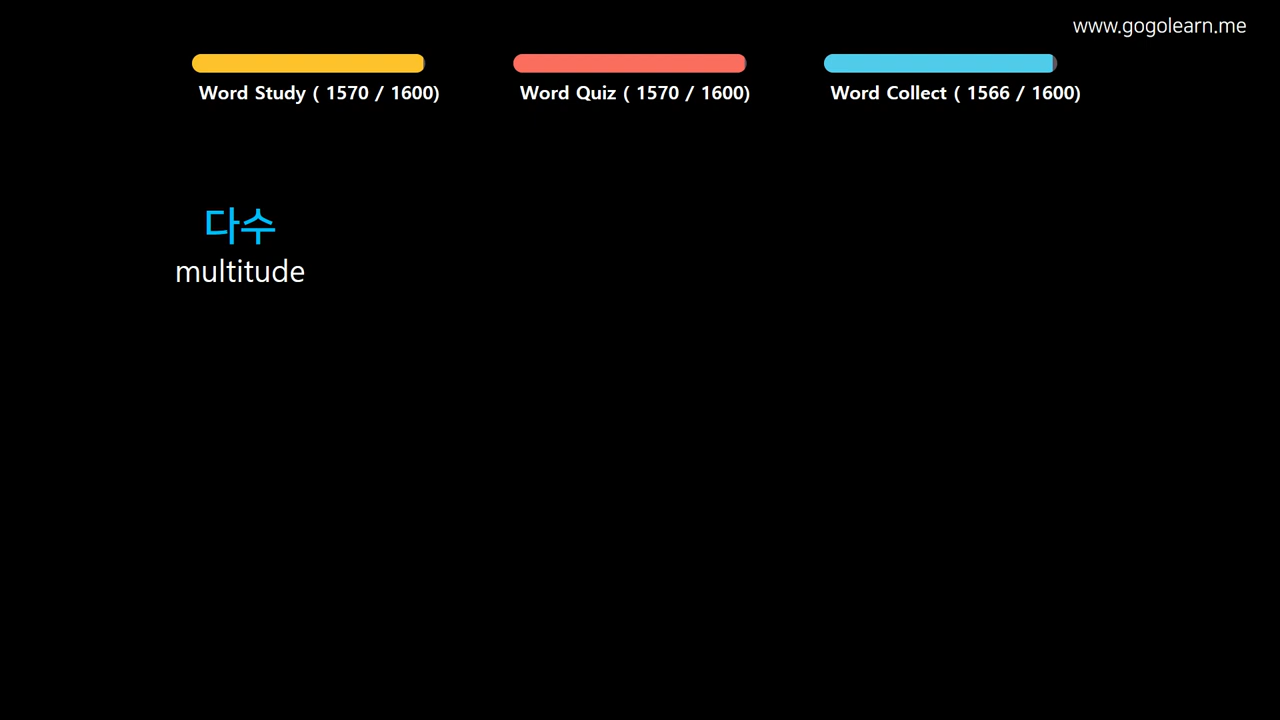 www.gogolearn.me
Word Study ( 1570 / 1600)
Word Quiz ( 1570 / 1600)
Word Collect ( 1566 / 1600)
다수
multitude